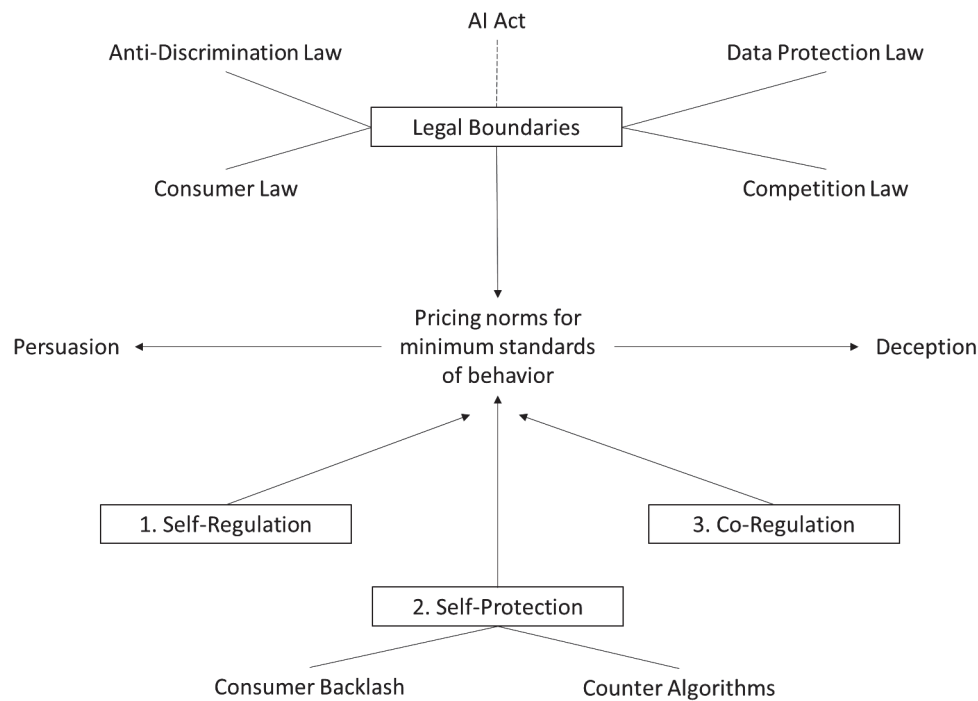 AI Act
Anti-Discrimination Law
Data Protection Law
Legal Boundaries
Consumer Law
Competition Law
Pricing norms for
minimum standards
of behavior
Persuasion
Deception
1. Self-Regulation
3. Co-Regulation
2. Self-Protection
Consumer Backlash
Counter Algorithms